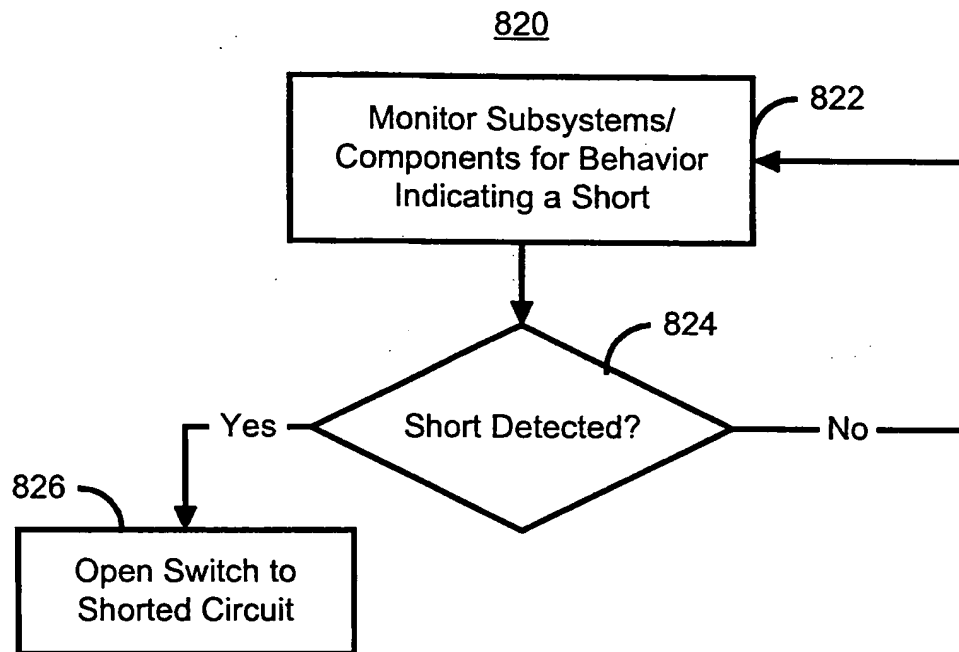 820
822
Monitor Subsystems/
Components for Behavior
Indicating a Short
824
Short Detected?
Yes
No
826
Open Switch to
Shorted Circuit